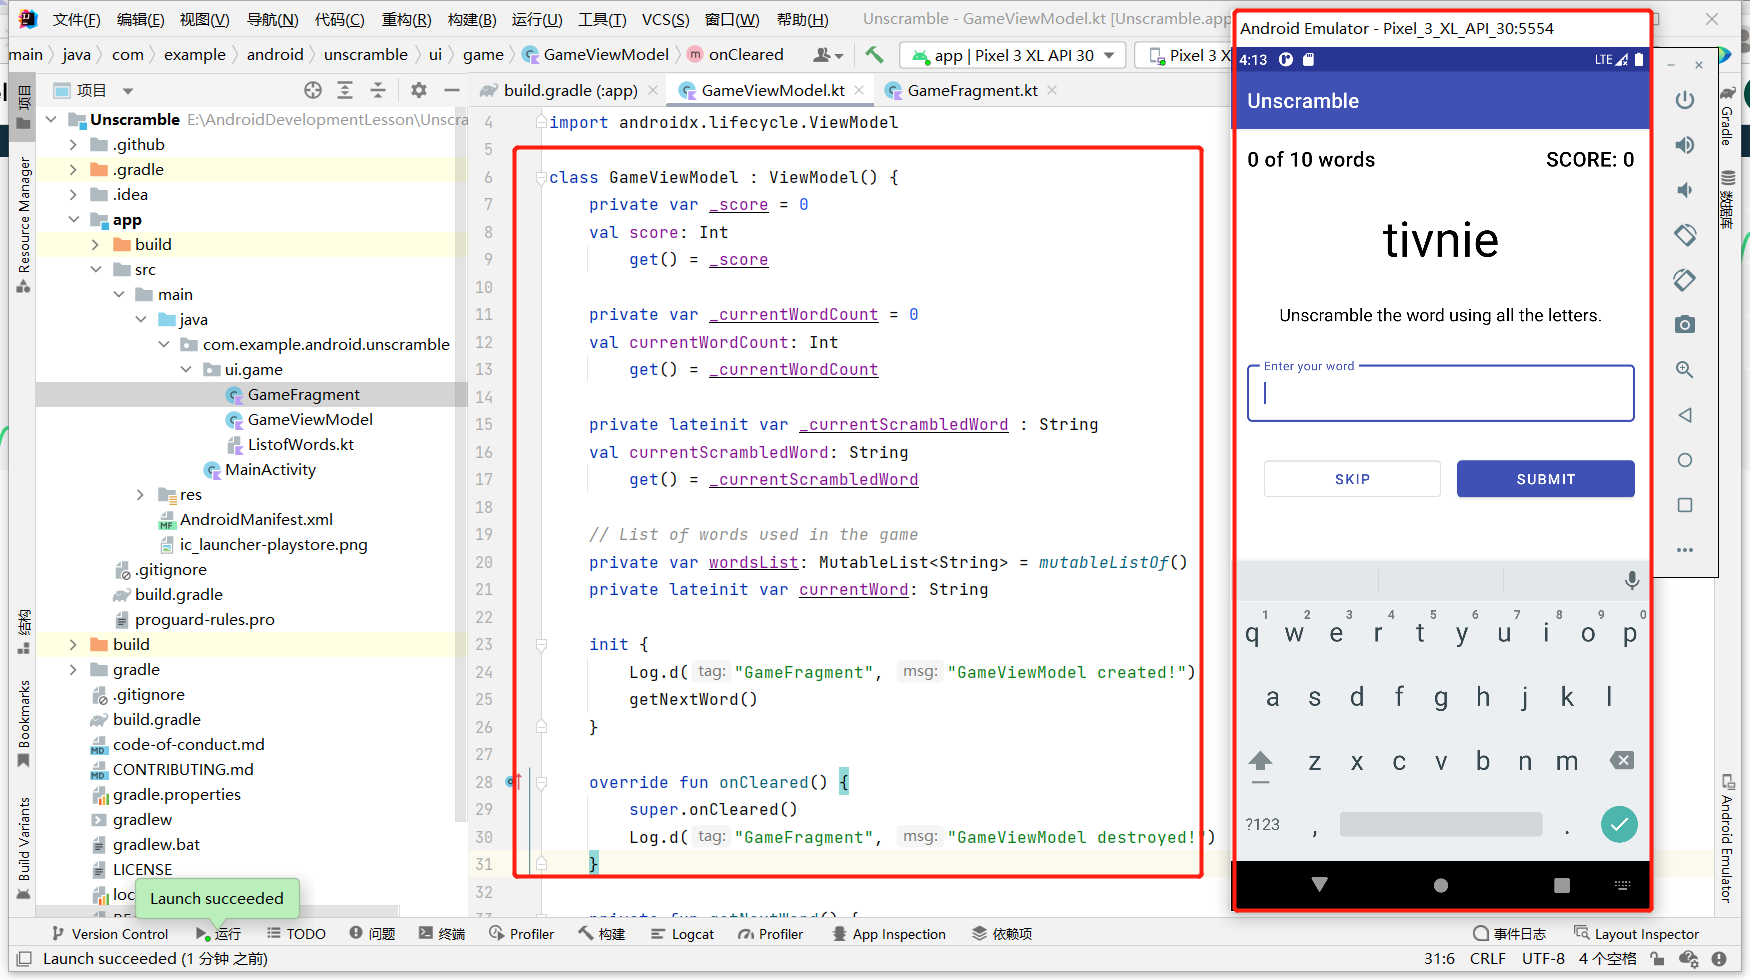 文件(F) 编辑(E) 视图(V) 导航(N) 代码(C) 重构(R) 构建(B) 运行(U) 工具(T) VCS(S) 窗口(W) 帮助(H) Unscramble - GameViewModel.kt [Unscramble.app
main java com example android unscramble ui game GameViewModel onCleared app | Pixel 3 XL API 30 Pixel 3 X
项目 build.gradle (:app) GameViewModel.kt GameFragment.kt
项目
Resource Manager
结构
Bookmarks
Build Variants
Unscramble E:\AndroidDevelopmentLesson\Unscra
.github
.gradle
.idea
app
build
src
main
java
com.example.android.unscramble
ui.game
GameFragment
GameViewModel
ListofWords.kt
MainActivity
res
AndroidManifest.xml
ic_launcher-playstore.png
.gitignore
build.gradle
proguard-rules.pro
build
gradle
.gitignore
build.gradle
code-of-conduct.md
CONTRIBUTING.md
gradle.properties
gradlew
gradlew.bat
LICENSE
loc
Launch succeeded
4 import androidx.lifecycle.ViewModel
5
6 class GameViewModel : ViewModel() {
7 private var _score = 0
8 val score: Int
9 get() = _score
10
11 private var _currentWordCount = 0
12 val currentWordCount: Int
13 get() = _currentWordCount
14
15 private lateinit var _currentScrambledWord : String
16 val currentScrambledWord: String
17 get() = _currentScrambledWord
18
19 // List of words used in the game
20 private var wordsList: MutableList<String> = mutableListOf()
21 private lateinit var currentWord: String
22
23 init {
24 Log.d( tag: "GameFragment", msg: "GameViewModel created!")
25 getNextWord()
26 }
27
28 override fun onCleared() {
29 super.onCleared()
30 Log.d( tag: "GameFragment", msg: "GameViewModel destroyed!")
31 }
32
33 private fun getNextWord() {
Android Emulator - Pixel_3_XL_API_30:5554
4:13 LTE
Unscramble
0 of 10 words SCORE: 0
tivnie
Unscramble the word using all the letters.
Enter your word
SKIP SUBMIT
1 2 3 4 5 6 7 8 9 0
q w e r t y u i o p
a s d f g h j k l
z x c v b n m
?123 , .
Gradle
数据库
Android Emulator
Version Control 运行 TODO 问题 终端 Profiler 构建 Logcat Profiler App Inspection 依赖项 事件日志 Layout Inspector
Launch succeeded (1 分钟 之前) 31:6 CRLF UTF-8 4 个空格